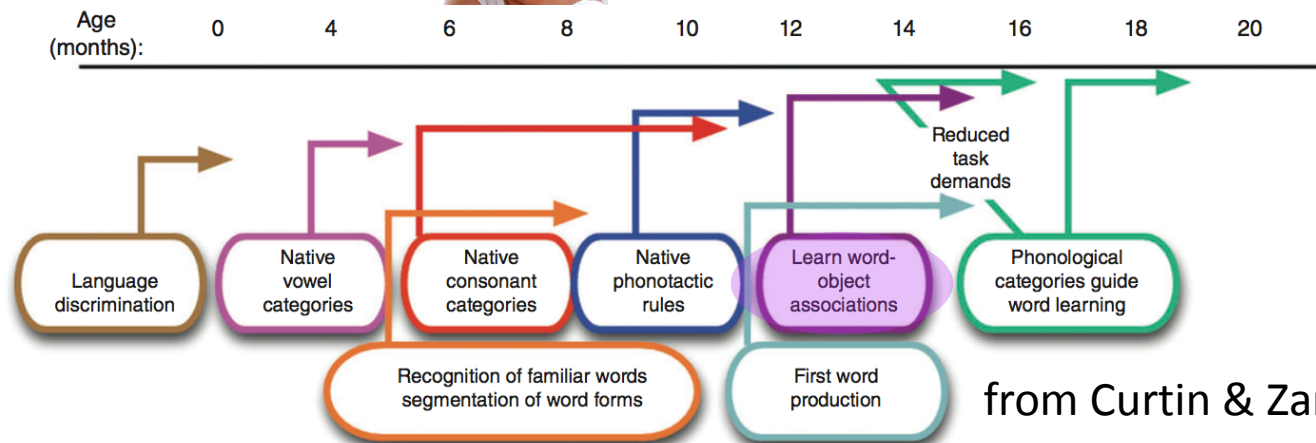 Age
(months):
0 4 6 8 10 12 14 16 18 20
Reduced
task
demands
Language
discrimination
Native
vowel
categories
Native
consonant
categories
Native
phonotactic
rules
Learn word-
object
associations
Phonological
categories guide
word learning
Recognition of familiar words
segmentation of word forms
First word
production
from Curtin &